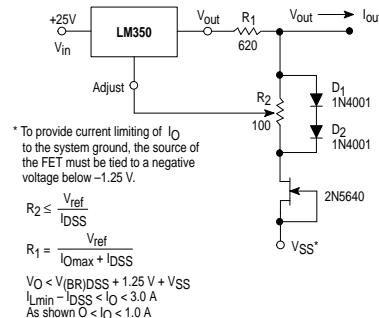 +25V
Vin
LM350
Vout
R1
620
Vout
Iout
Adjust
R2
100
D1
1N4001
D2
1N4001
2N5640
VSS*
* To provide current limiting of IO
to the system ground, the source of
the FET must be tied to a negative
voltage below –1.25 V.
R2 ≤ Vref
IDSS
R1 = Vref
IOmax + IDSS
VO < V(BR)DSS + 1.25 V + VSS
ILmin – IDSS < IO < 3.0 A
As shown O < IO < 1.0 A